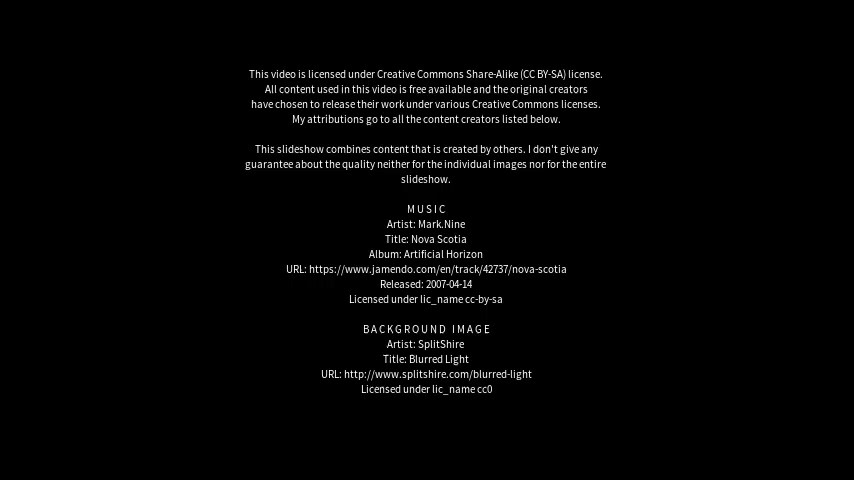 This video is licensed under Creative Commons Share-Alike (CC BY-SA) license.
All content used in this video is free available and the original creators
have chosen to release their work under various Creative Commons licenses.
My attributions go to all the content creators listed below.
This slideshow combines content that is created by others. I don't give any
guarantee about the quality neither for the individual images nor for the entire
slideshow.
MUSIC
Artist: Mark.Nine
Title: Nova Scotia
Album: Artificial Horizon
URL: https://www.jamendo.com/en/track/42737/nova-scotia
Released: 2007-04-14
Licensed under lic_name cc-by-sa
BACKGROUND IMAGE
Artist: SplitShire
Title: Blurred Light
URL: http://www.splitshire.com/blurred-light
Licensed under lic_name cc0